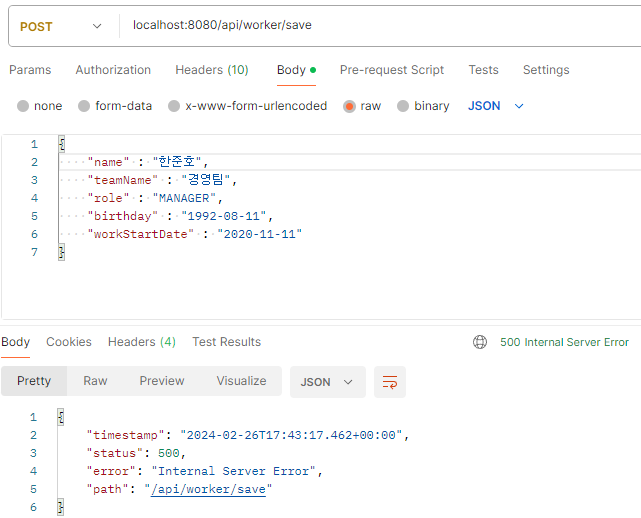 POST localhost:8080/api/worker/save
Params Authorization Headers (10) Body Pre-request Script Tests Settings
none form-data x-www-form-urlencoded raw binary JSON
1 {
2 "name" : "한준호",
3 "teamName" : "경영팀",
4 "role" : "MANAGER",
5 "birthday" : "1992-08-11",
6 "workStartDate" : "2020-11-11"
7 }
Body Cookies Headers (4) Test Results 500 Internal Server Error
Pretty Raw Preview Visualize JSON
1 {
2 "timestamp": "2024-02-26T17:43:17.462+00:00",
3 "status": 500,
4 "error": "Internal Server Error",
5 "path": "/api/worker/save"
6 }